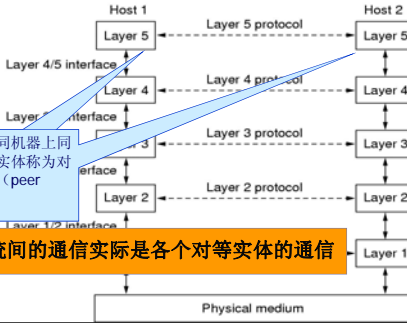 Host 1
Host 2
Layer 5 protocol
Layer 5
Layer 5
Layer 4/5 interface
Layer 4 protocol
Layer 4
Layer 4
同机器上同
实体称为对
（peer
Layer 3 protocol
3
Layer 3
erface
Layer 2 protocol
Layer 2
Layer 2
Layer 1/2 interface
统间的通信实际是各个对等实体的通信
Layer 1
Physical medium